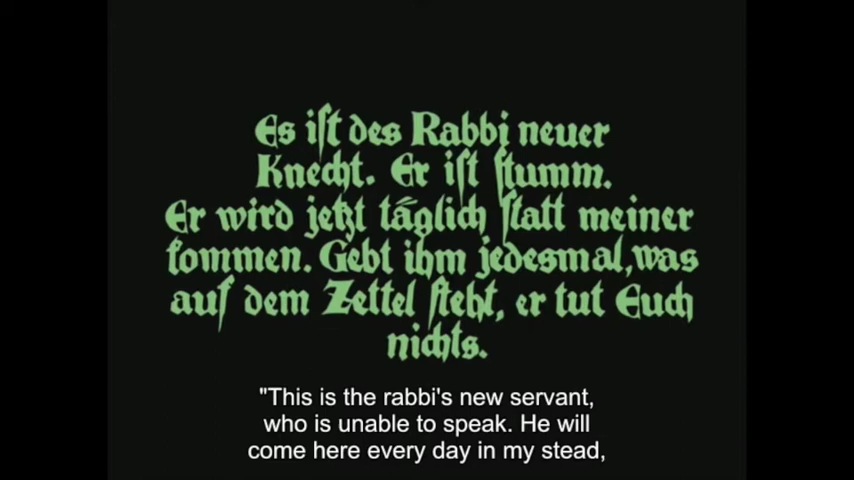 Es ist des Rabbi neuer
Knecht. Er ist stumm.
Er wird jetzt täglich statt meiner
kommen. Gebt ihm jedesmal, was
auf dem Zettel steht, er tut Euch
nichts.
"This is the rabbi's new servant,
who is unable to speak. He will
come here every day in my stead,